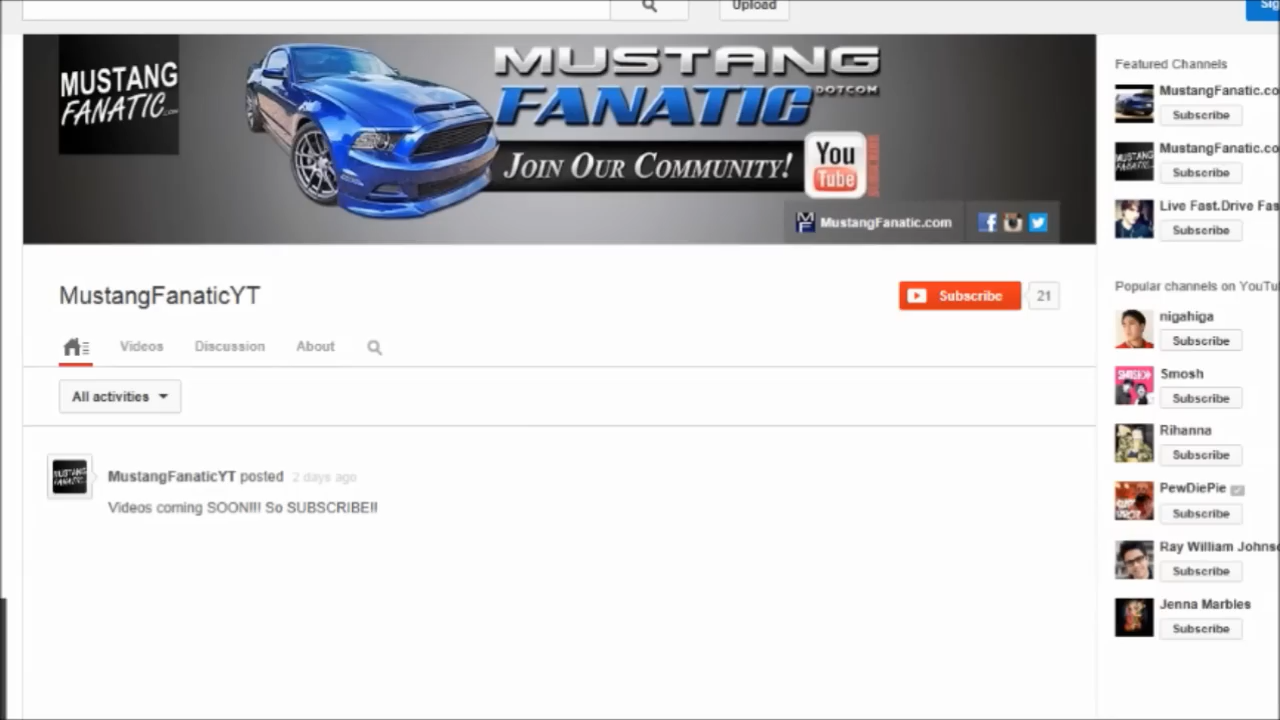 Upload
MUSTANG
FANATIC
MUSTANG
FANATIC
DOTCOM
JOIN OUR COMMUNITY!
You
Tube
MustangFanatic.com
MustangFanaticYT
Subscribe 21
Videos Discussion About
All activities
MustangFanaticYT posted 2 days ago
Videos coming SOON!!! So SUBSCRIBE!!
Featured Channels
MustangFanatic.co
Subscribe
MustangFanatic.co
Subscribe
Live Fast.Drive Fas
Subscribe
Popular channels on YouTu
nigahiga
Subscribe
Smosh
Subscribe
Rihanna
Subscribe
PewDiePie
Subscribe
Ray William Johns
Subscribe
Jenna Marbles
Subscribe